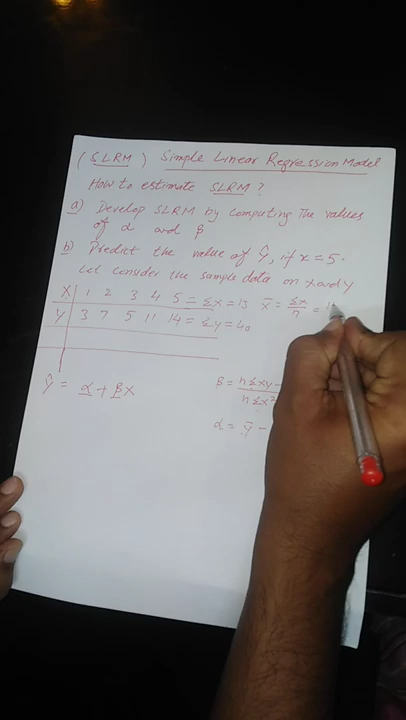 (SLRM) Simple Linear Regression Model
How to estimate SLRM?
a) Develop SLRM by computing The values
of α and β
b) Predict the value of Ŷ, if x = 5.
Let Consider the sample data on x and y
X 1 2 3 4 5 = Σx = 13 x̄ = Σx/n = 1
Y 3 7 5 11 14 = Σy = 40
Ŷ = α + βX
β = nΣxy - / nΣx²
α = ȳ -